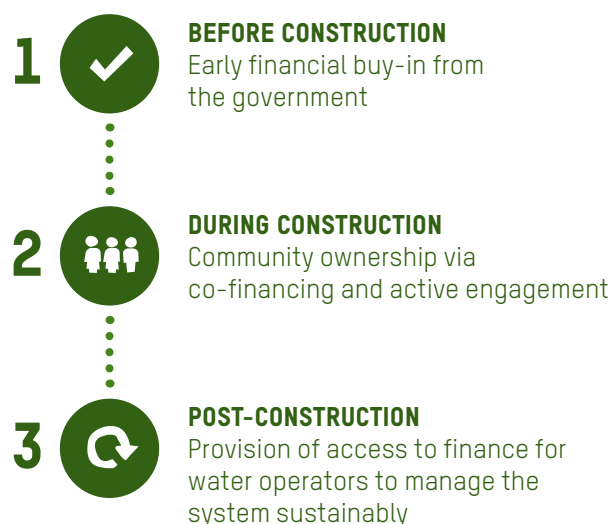 1
BEFORE CONSTRUCTION
Early financial buy-in from
the government
2
DURING CONSTRUCTION
Community ownership via
co-financing and active engagement
3
POST-CONSTRUCTION
Provision of access to finance for
water operators to manage the
system sustainably